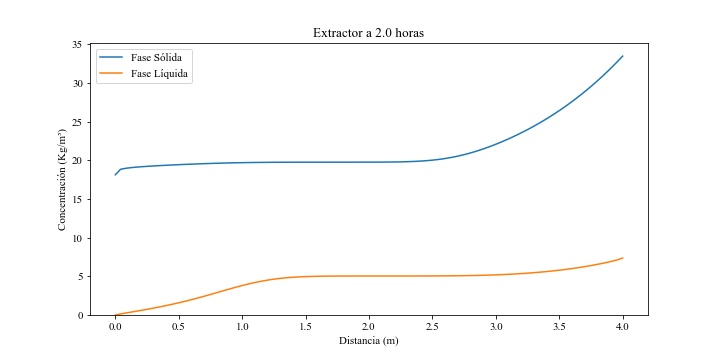 Extractor a 2.0 horas
Fase Sólida
Fase Líquida
Concentración (Kg/m³)
35
30
25
20
15
10
5
0
0.0 0.5 1.0 1.5 2.0 2.5 3.0 3.5 4.0
Distancia (m)